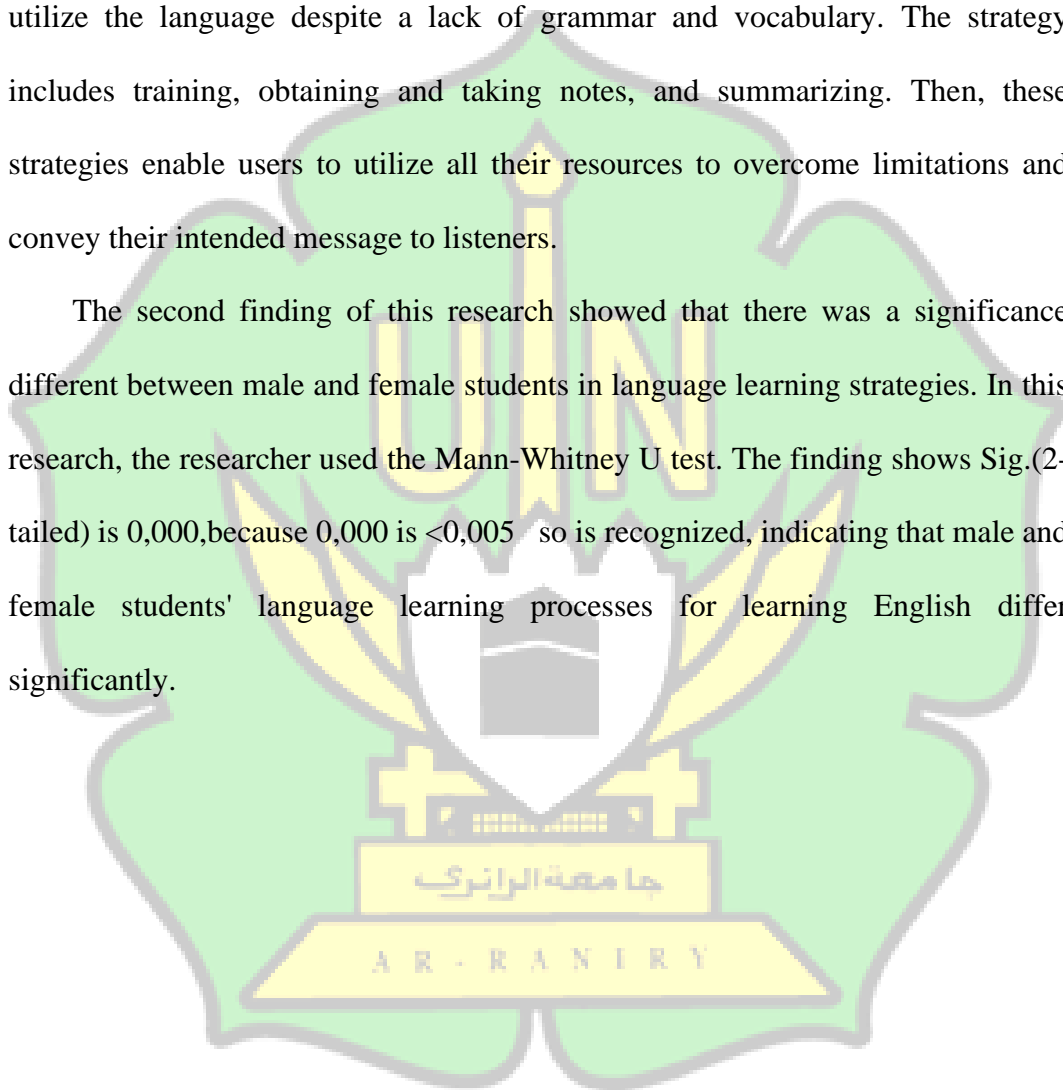 utilize the language despite a lack of grammar and vocabulary. The strategy
includes training, obtaining and taking notes, and summarizing. Then, these
strategies enable users to utilize all their resources to overcome limitations and
convey their intended message to listeners.
The second finding of this research showed that there was a significance
different between male and female students in language learning strategies. In this
research, the researcher used the Mann-Whitney U test. The finding shows Sig.(2-
tailed) is 0,000,because 0,000 is <0,005 so is recognized, indicating that male and
female students' language learning processes for learning English differ
significantly.
UIN
جامعة الرانري
AR-RANIRY